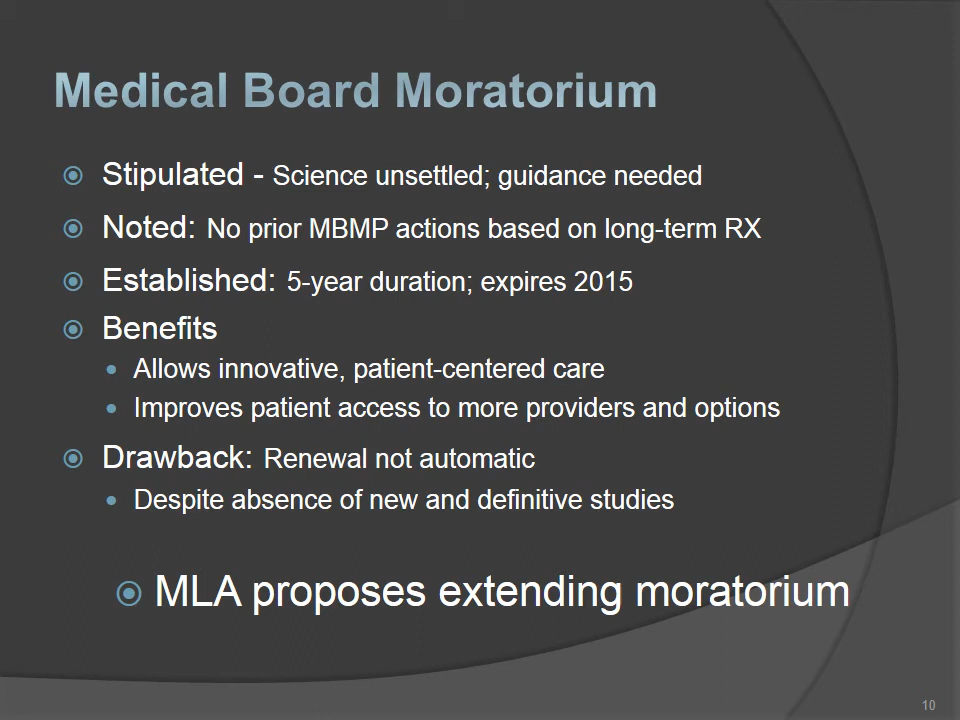 Medical Board Moratorium
Stipulated - Science unsettled; guidance needed
Noted: No prior MBMP actions based on long-term RX
Established: 5-year duration; expires 2015
Benefits
Allows innovative, patient-centered care
Improves patient access to more providers and options
Drawback: Renewal not automatic
Despite absence of new and definitive studies
MLA proposes extending moratorium
10